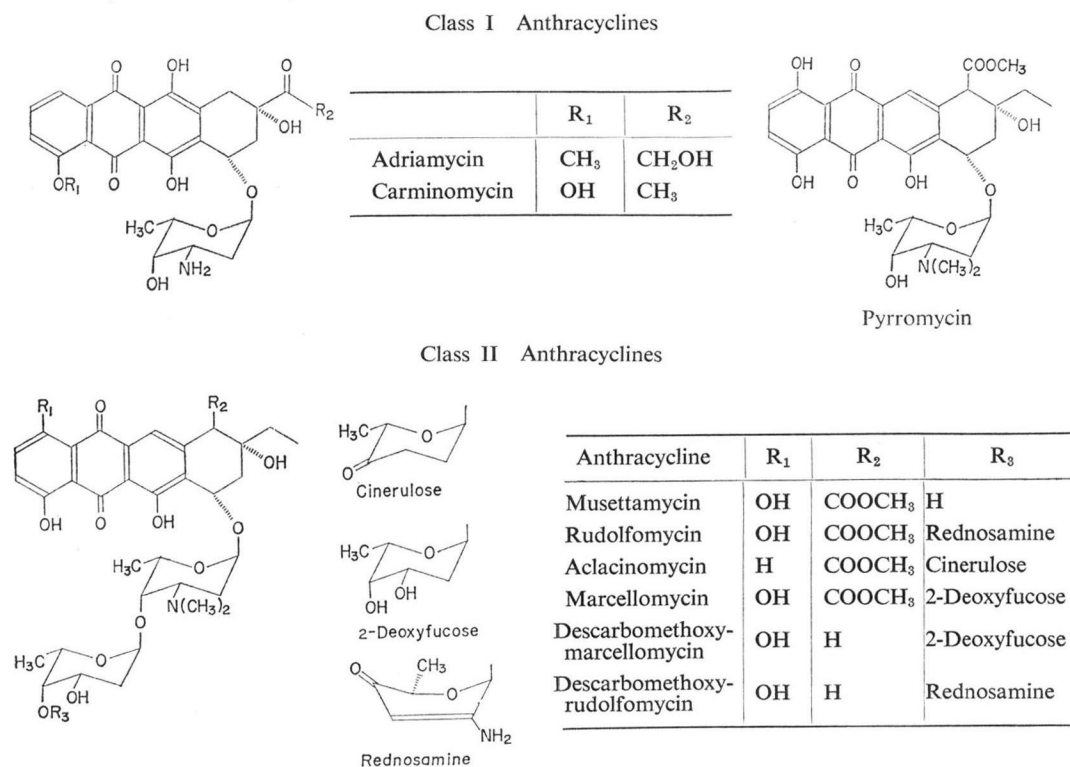 Class I Anthracyclines
O
OH
O
R₂
OH
OR₁
O
OH
O
H₃C
O
NH₂
OH
R₁ R₂
Adriamycin CH₃ CH₂OH
Carminomycin OH CH₃
OH
O
COOCH₃
OH
OH
O
OH
O
H₃C
O
N(CH₃)₂
OH
Pyrromycin
Class II Anthracyclines
R₁
O
R₂
OH
OH
O
OH
O
H₃C
O
N(CH₃)₂
O
H₃C
O
OH
OR₃
H₃C
O
O
Cinerulose
H₃C
O
OH
OH
2-Deoxyfucose
O
CH₃
O
NH₂
Rednosamine
Anthracycline R₁ R₂ R₃
Musettamycin OH COOCH₃ H
Rudolfomycin OH COOCH₃ Rednosamine
Aclacinomycin H COOCH₃ Cinerulose
Marcellomycin OH COOCH₃ 2-Deoxyfucose
Descarbomethoxy-
marcellomycin OH H 2-Deoxyfucose
Descarbomethoxy-
rudolfomycin OH H Rednosamine